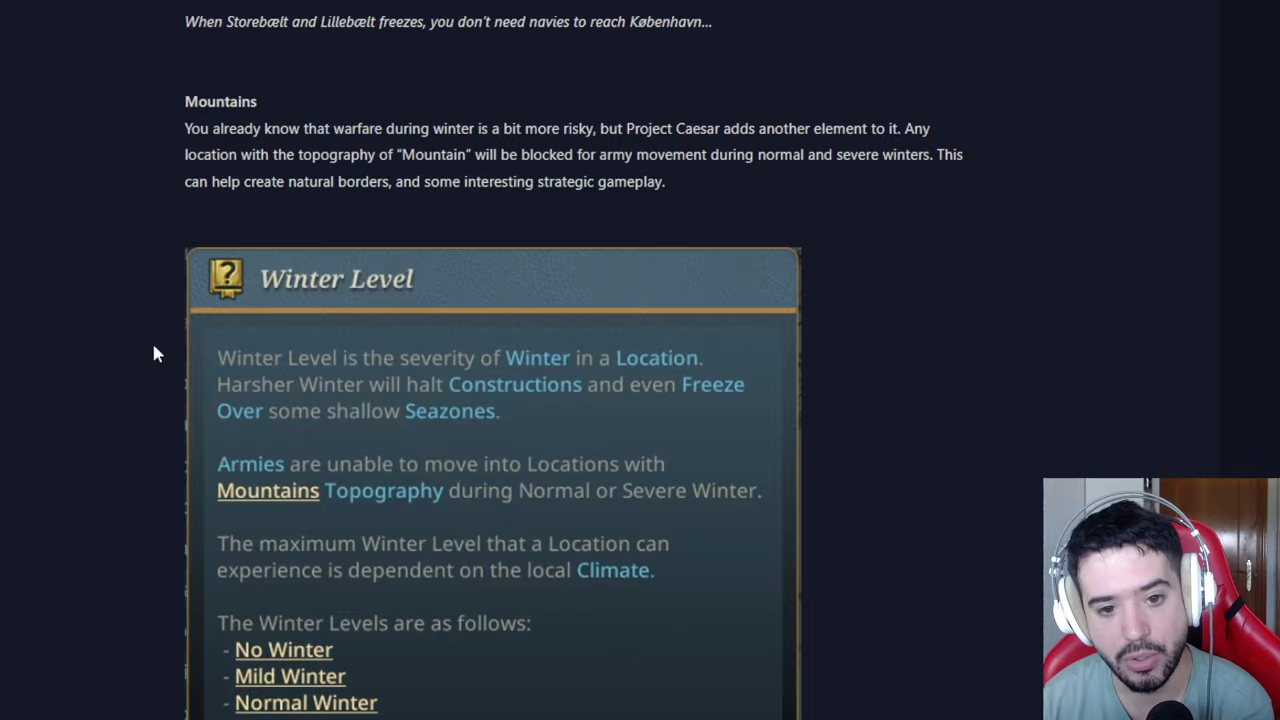 When Storebælt and Lillebælt freezes, you don't need navies to reach København...
Mountains
You already know that warfare during winter is a bit more risky, but Project Caesar adds another element to it. Any
location with the topography of “Mountain” will be blocked for army movement during normal and severe winters. This
can help create natural borders, and some interesting strategic gameplay.
Winter Level
Winter Level is the severity of Winter in a Location.
Harsher Winter will halt Constructions and even Freeze
Over some shallow Seazones.
Armies are unable to move into Locations with
Mountains Topography during Normal or Severe Winter.
The maximum Winter Level that a Location can
experience is dependent on the local Climate.
The Winter Levels are as follows:
- No Winter
- Mild Winter
- Normal Winter